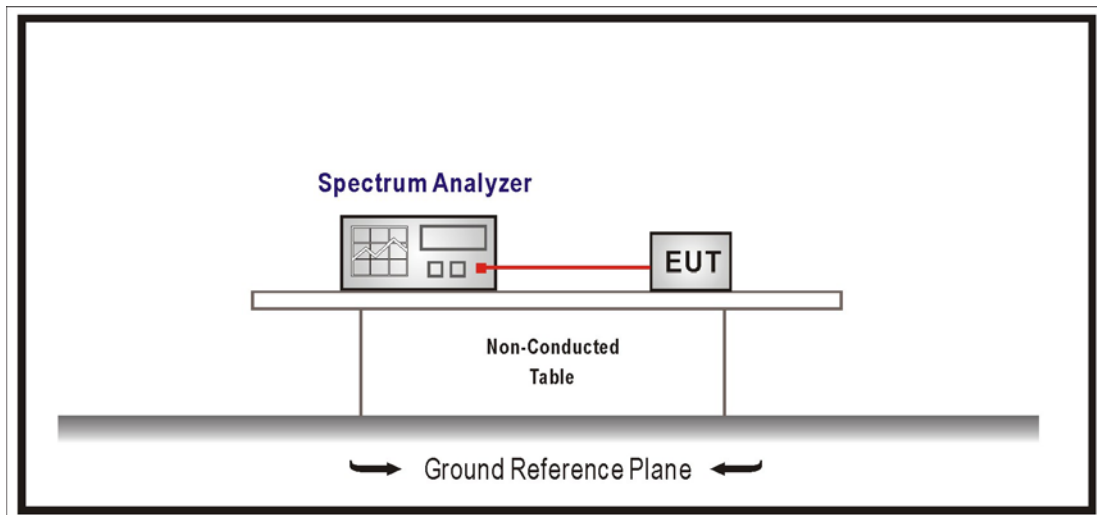 Spectrum Analyzer
EUT
Non-Conducted
Table
Ground Reference Plane